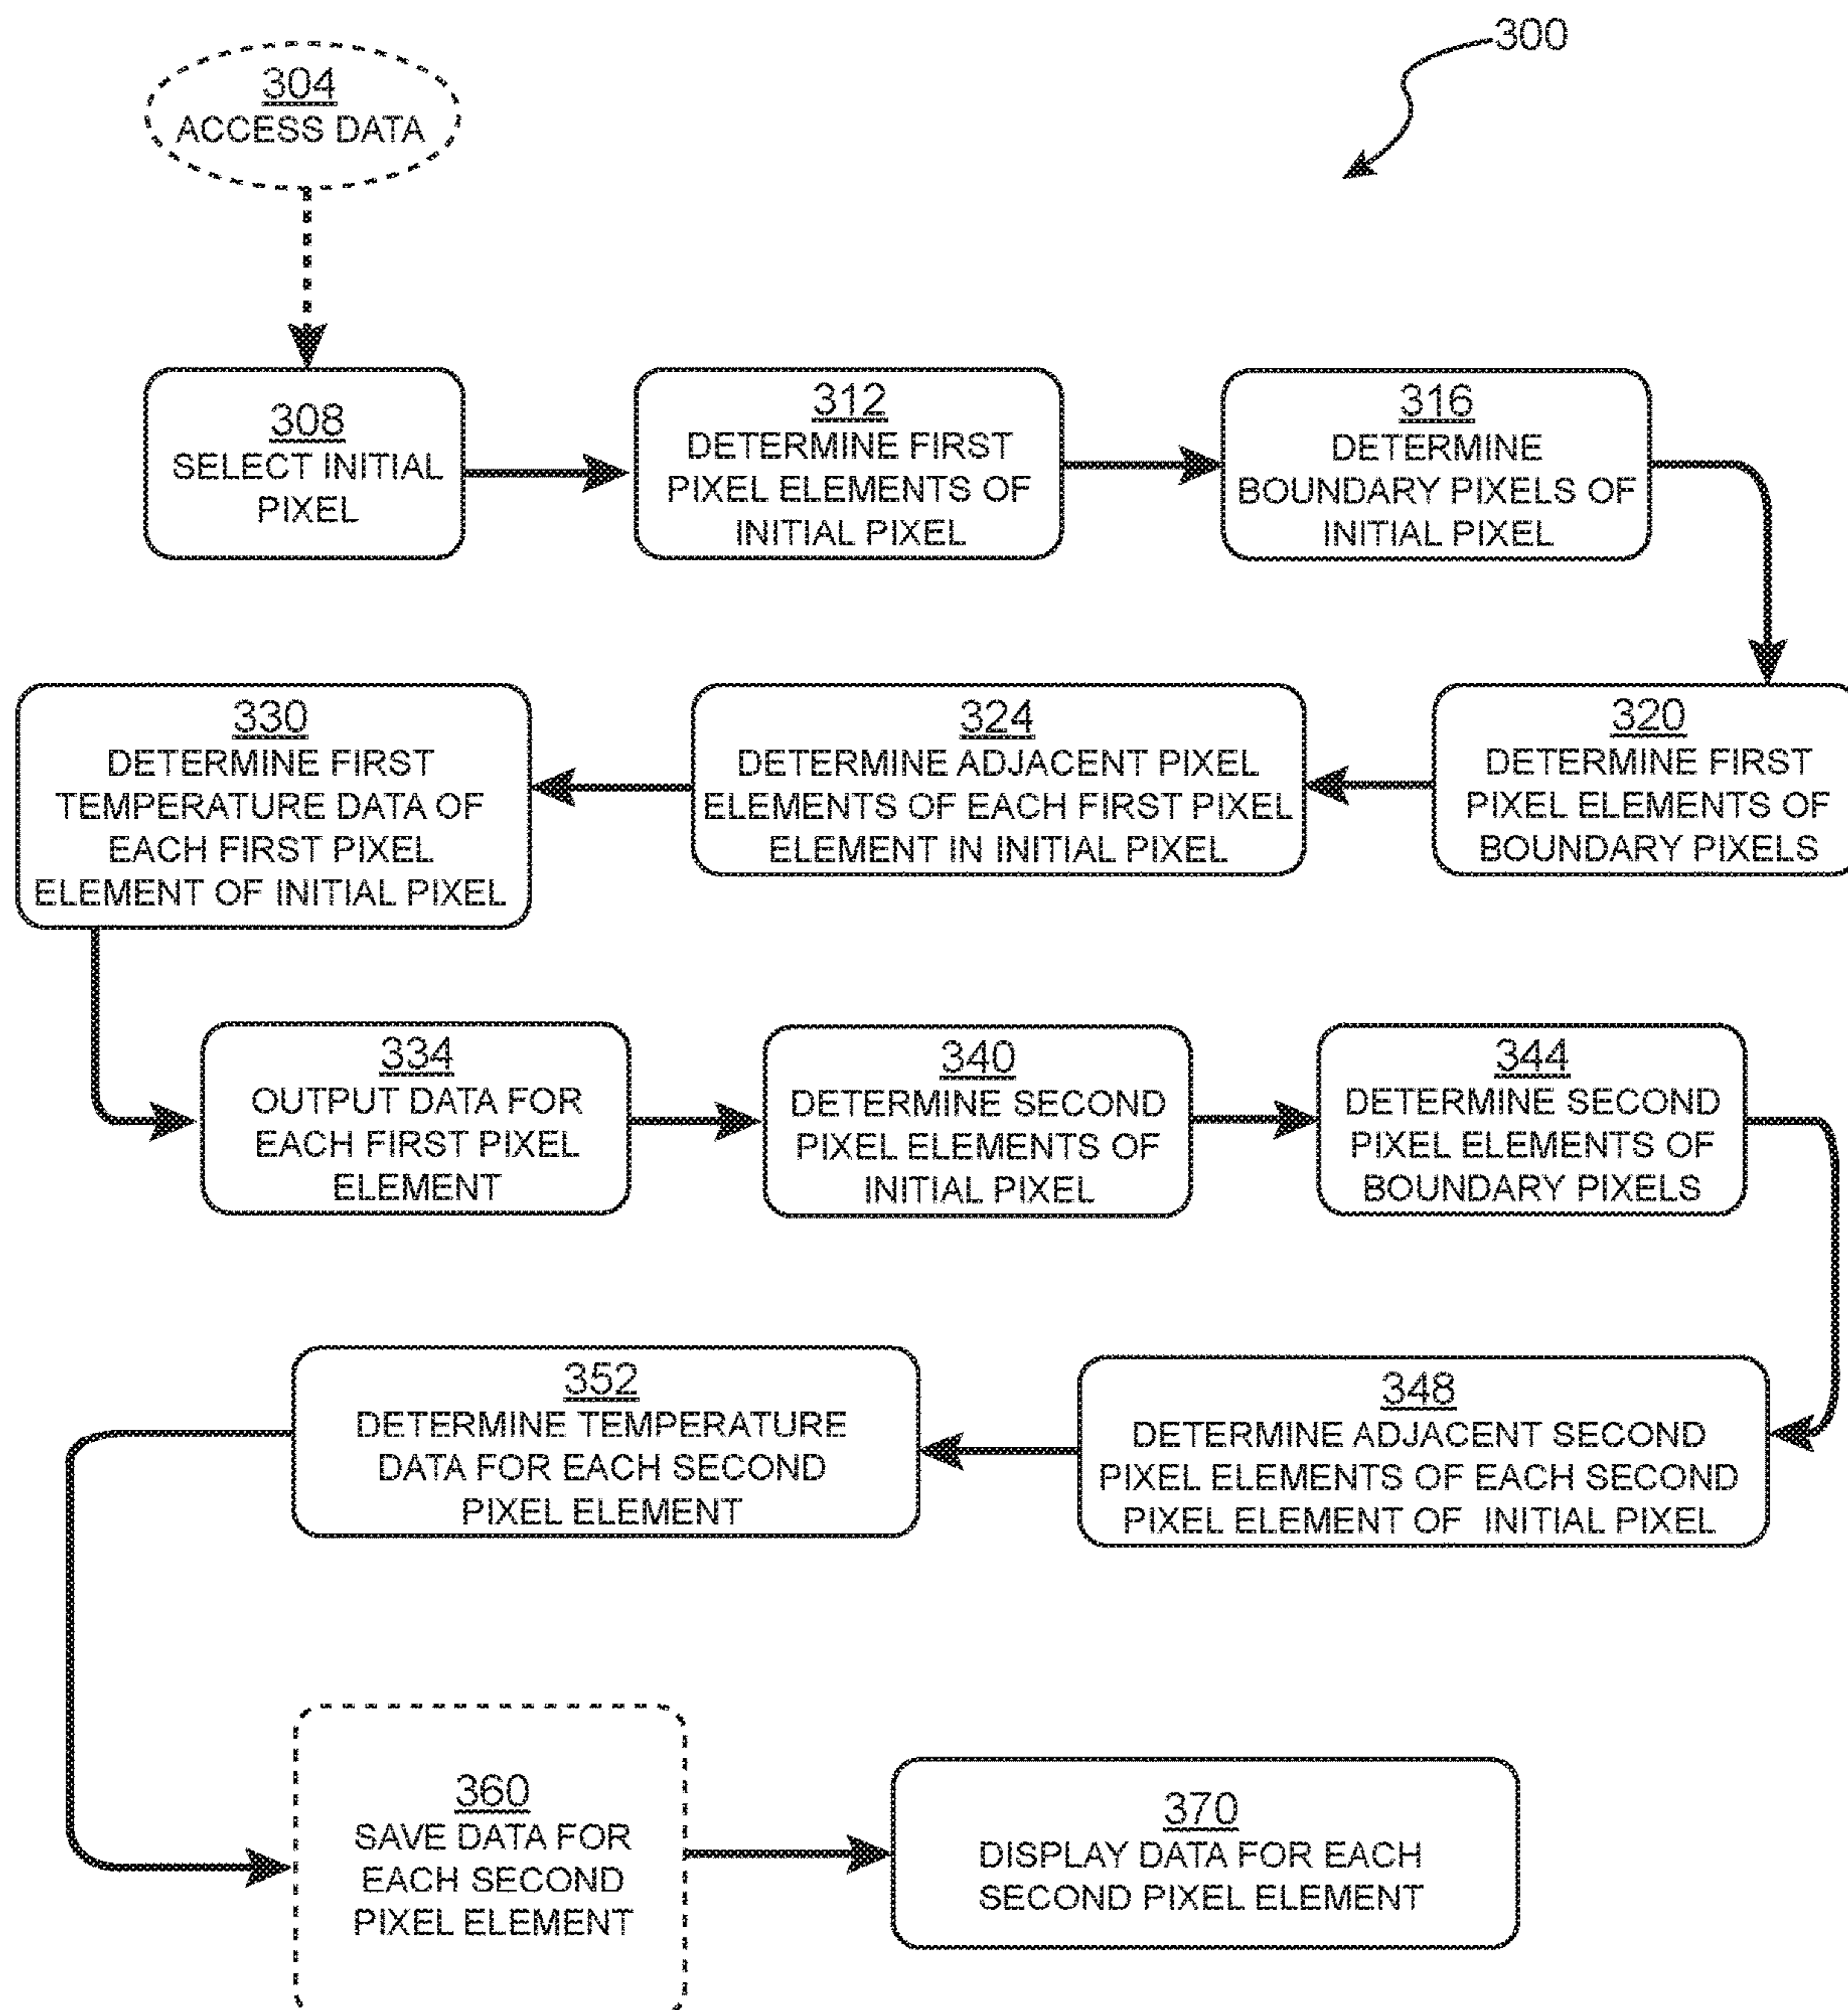 300
304
ACCESS DATA
308
SELECT INITIAL
PIXEL
312
DETERMINE FIRST
PIXEL ELEMENTS OF
INITIAL PIXEL
316
DETERMINE
BOUNDARY PIXELS OF
INITIAL PIXEL
320
DETERMINE FIRST
PIXEL ELEMENTS OF
BOUNDARY PIXELS
324
DETERMINE ADJACENT PIXEL
ELEMENTS OF EACH FIRST PIXEL
ELEMENT IN INITIAL PIXEL
330
DETERMINE FIRST
TEMPERATURE DATA OF
EACH FIRST PIXEL
ELEMENT OF INITIAL PIXEL
334
OUTPUT DATA FOR
EACH FIRST PIXEL
ELEMENT
340
DETERMINE SECOND
PIXEL ELEMENTS OF
INITIAL PIXEL
344
DETERMINE SECOND
PIXEL ELEMENTS OF
BOUNDARY PIXELS
348
DETERMINE ADJACENT SECOND
PIXEL ELEMENTS OF EACH SECOND
PIXEL ELEMENT OF INITIAL PIXEL
352
DETERMINE TEMPERATURE
DATA FOR EACH SECOND
PIXEL ELEMENT
360
SAVE DATA FOR
EACH SECOND
PIXEL ELEMENT
370
DISPLAY DATA FOR EACH
SECOND PIXEL ELEMENT